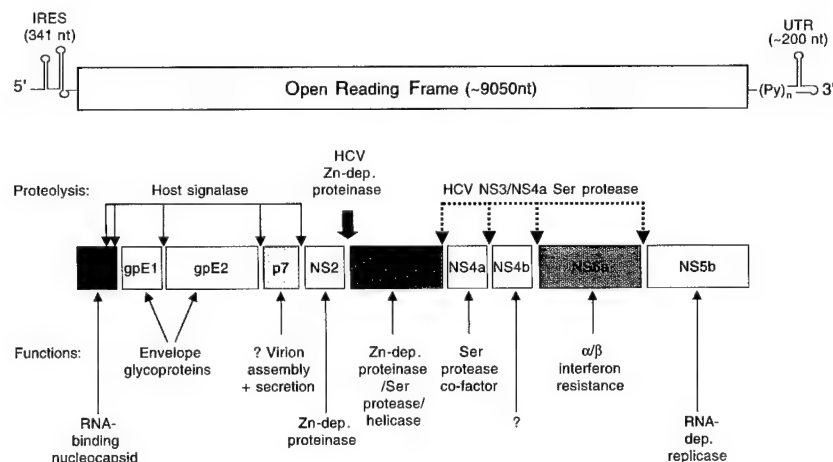 IRES
(341 nt)
UTR
(~200 nt)
5'
Open Reading Frame (~9050nt)
(Py)n
3'
HCV
Zn-dep.
proteinase
Proteolysis:
Host signalase
HCV NS3/NS4a Ser protease
gpE1
gpE2
p7
NS2
NS4a
NS4b
NS5b
Functions:
Envelope
glycoproteins
? Virion
assembly
+ secretion
Zn-dep.
proteinase
/Ser
protease/
helicase
Ser
protease
co-factor
α/β
interferon
resistance
RNA-
binding
nucleocapsid
Zn-dep.
proteinase
?
RNA-
dep.
replicase